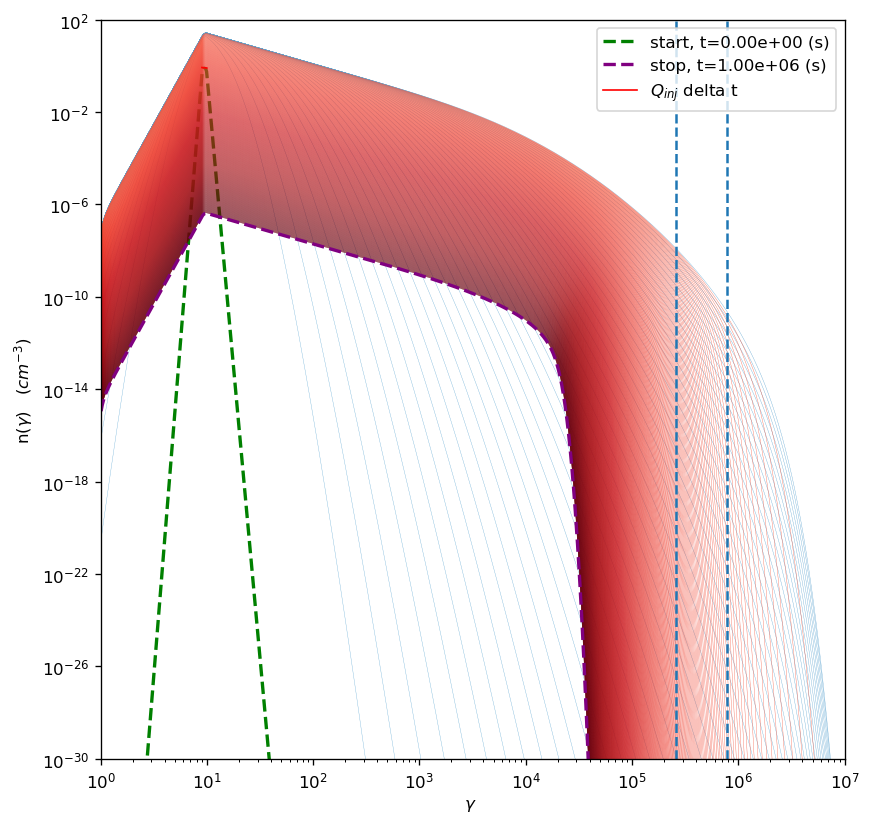 start, t=0.00e+00 (s)
stop, t=1.00e+06 (s)
Q_{inj} delta t
n(γ) (cm^{-3})
10^{2}
10^{-2}
10^{-6}
10^{-10}
10^{-14}
10^{-18}
10^{-22}
10^{-26}
10^{-30}
10^{0} 10^{1} 10^{2} 10^{3} 10^{4} 10^{5} 10^{6} 10^{7}
γ